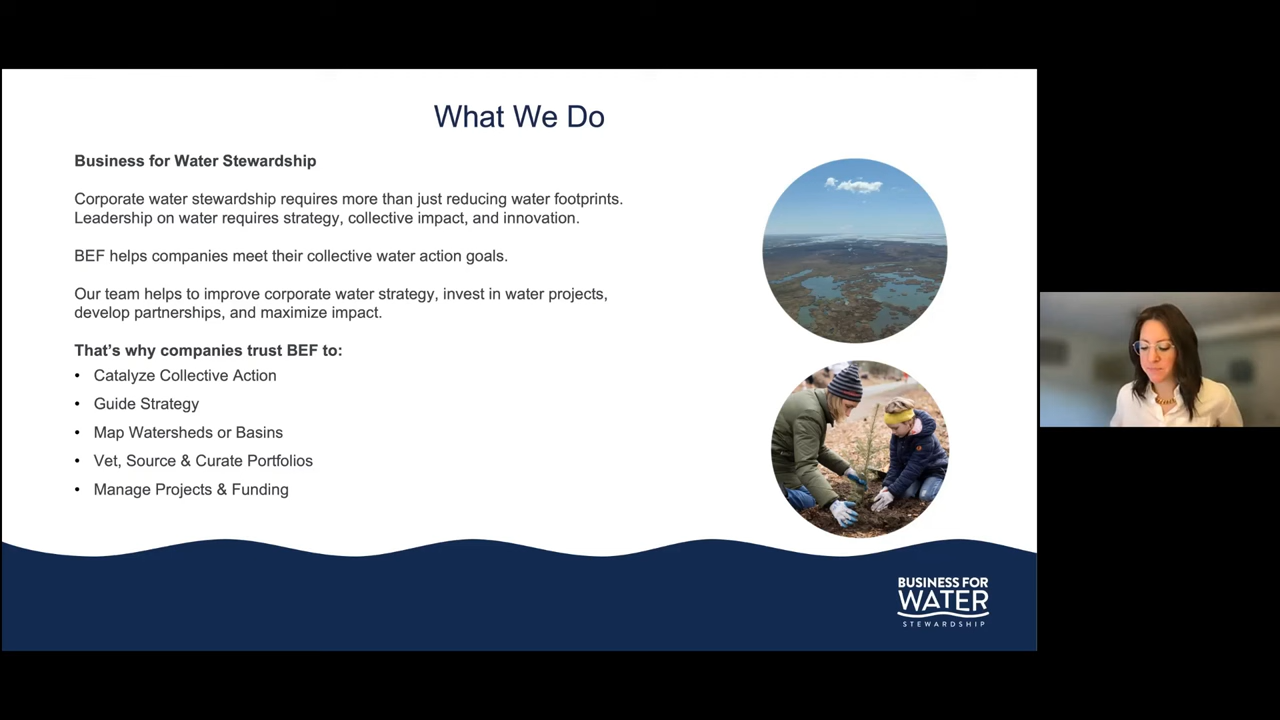 What We Do
Business for Water Stewardship
Corporate water stewardship requires more than just reducing water footprints.
Leadership on water requires strategy, collective impact, and innovation.
BEF helps companies meet their collective water action goals.
Our team helps to improve corporate water strategy, invest in water projects,
develop partnerships, and maximize impact.
That’s why companies trust BEF to:
• Catalyze Collective Action
• Guide Strategy
• Map Watersheds or Basins
• Vet, Source & Curate Portfolios
• Manage Projects & Funding
BUSINESS FOR
WATER
STEWARDSHIP